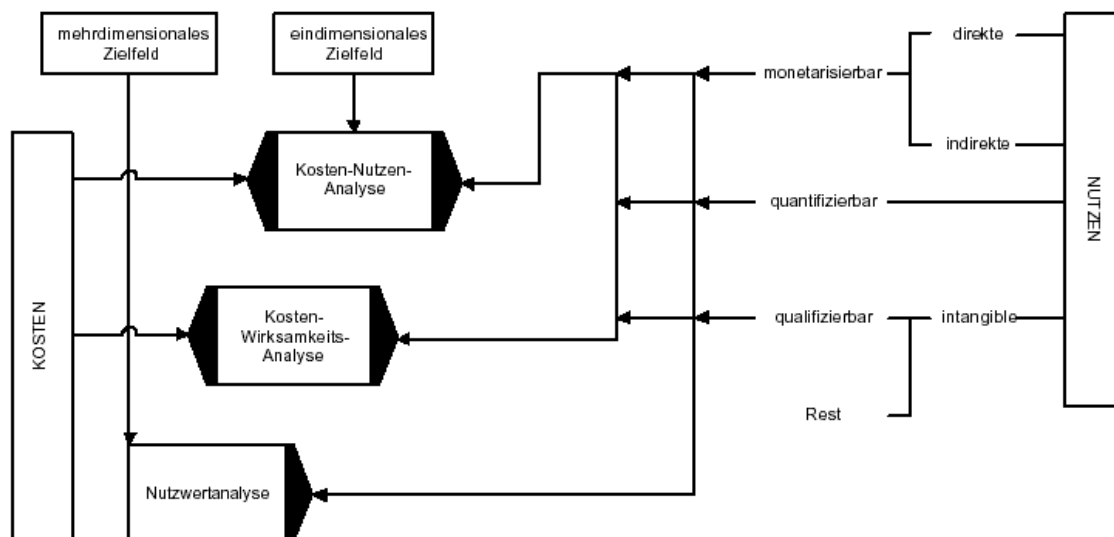 mehrdimensionales
Zielfeld
eindimensionales
Zielfeld
direkte
monetarisierbar
indirekte
Kosten-Nutzen-
Analyse
quantifizierbar
NUTZEN
KOSTEN
Kosten-
Wirksamkeits-
Analyse
qualifizierbar
intangible
Rest
Nutzwertanalyse